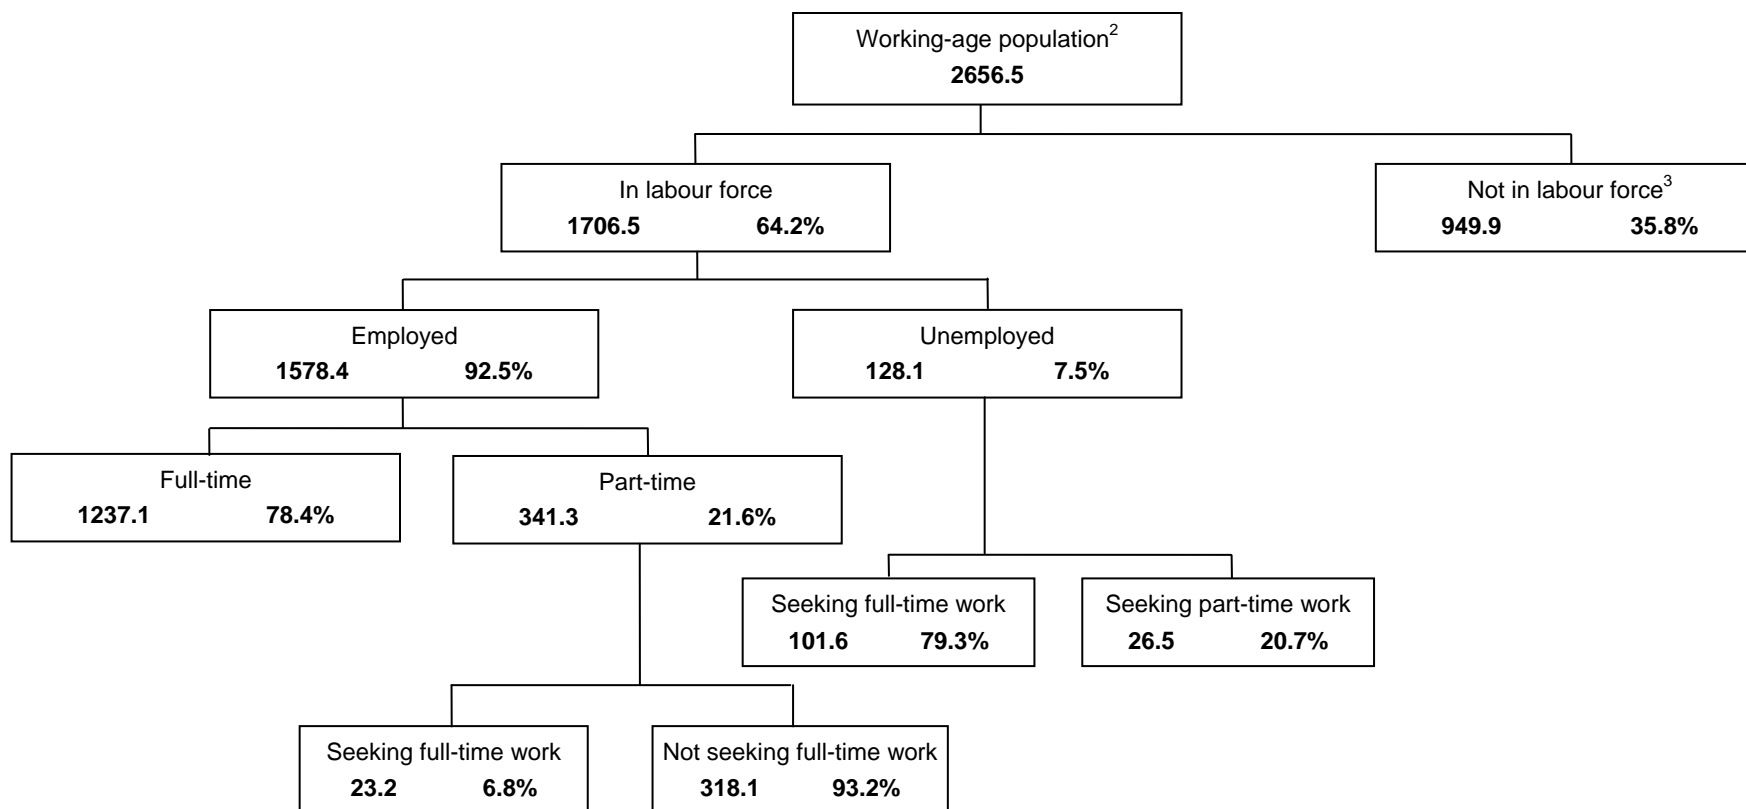 Working-age population²
2656.5
In labour force
1706.5 64.2%
Not in labour force³
949.9 35.8%
Employed
1578.4 92.5%
Unemployed
128.1 7.5%
Full-time
1237.1 78.4%
Part-time
341.3 21.6%
Seeking full-time work
101.6 79.3%
Seeking part-time work
26.5 20.7%
Seeking full-time work
23.2 6.8%
Not seeking full-time work
318.1 93.2%